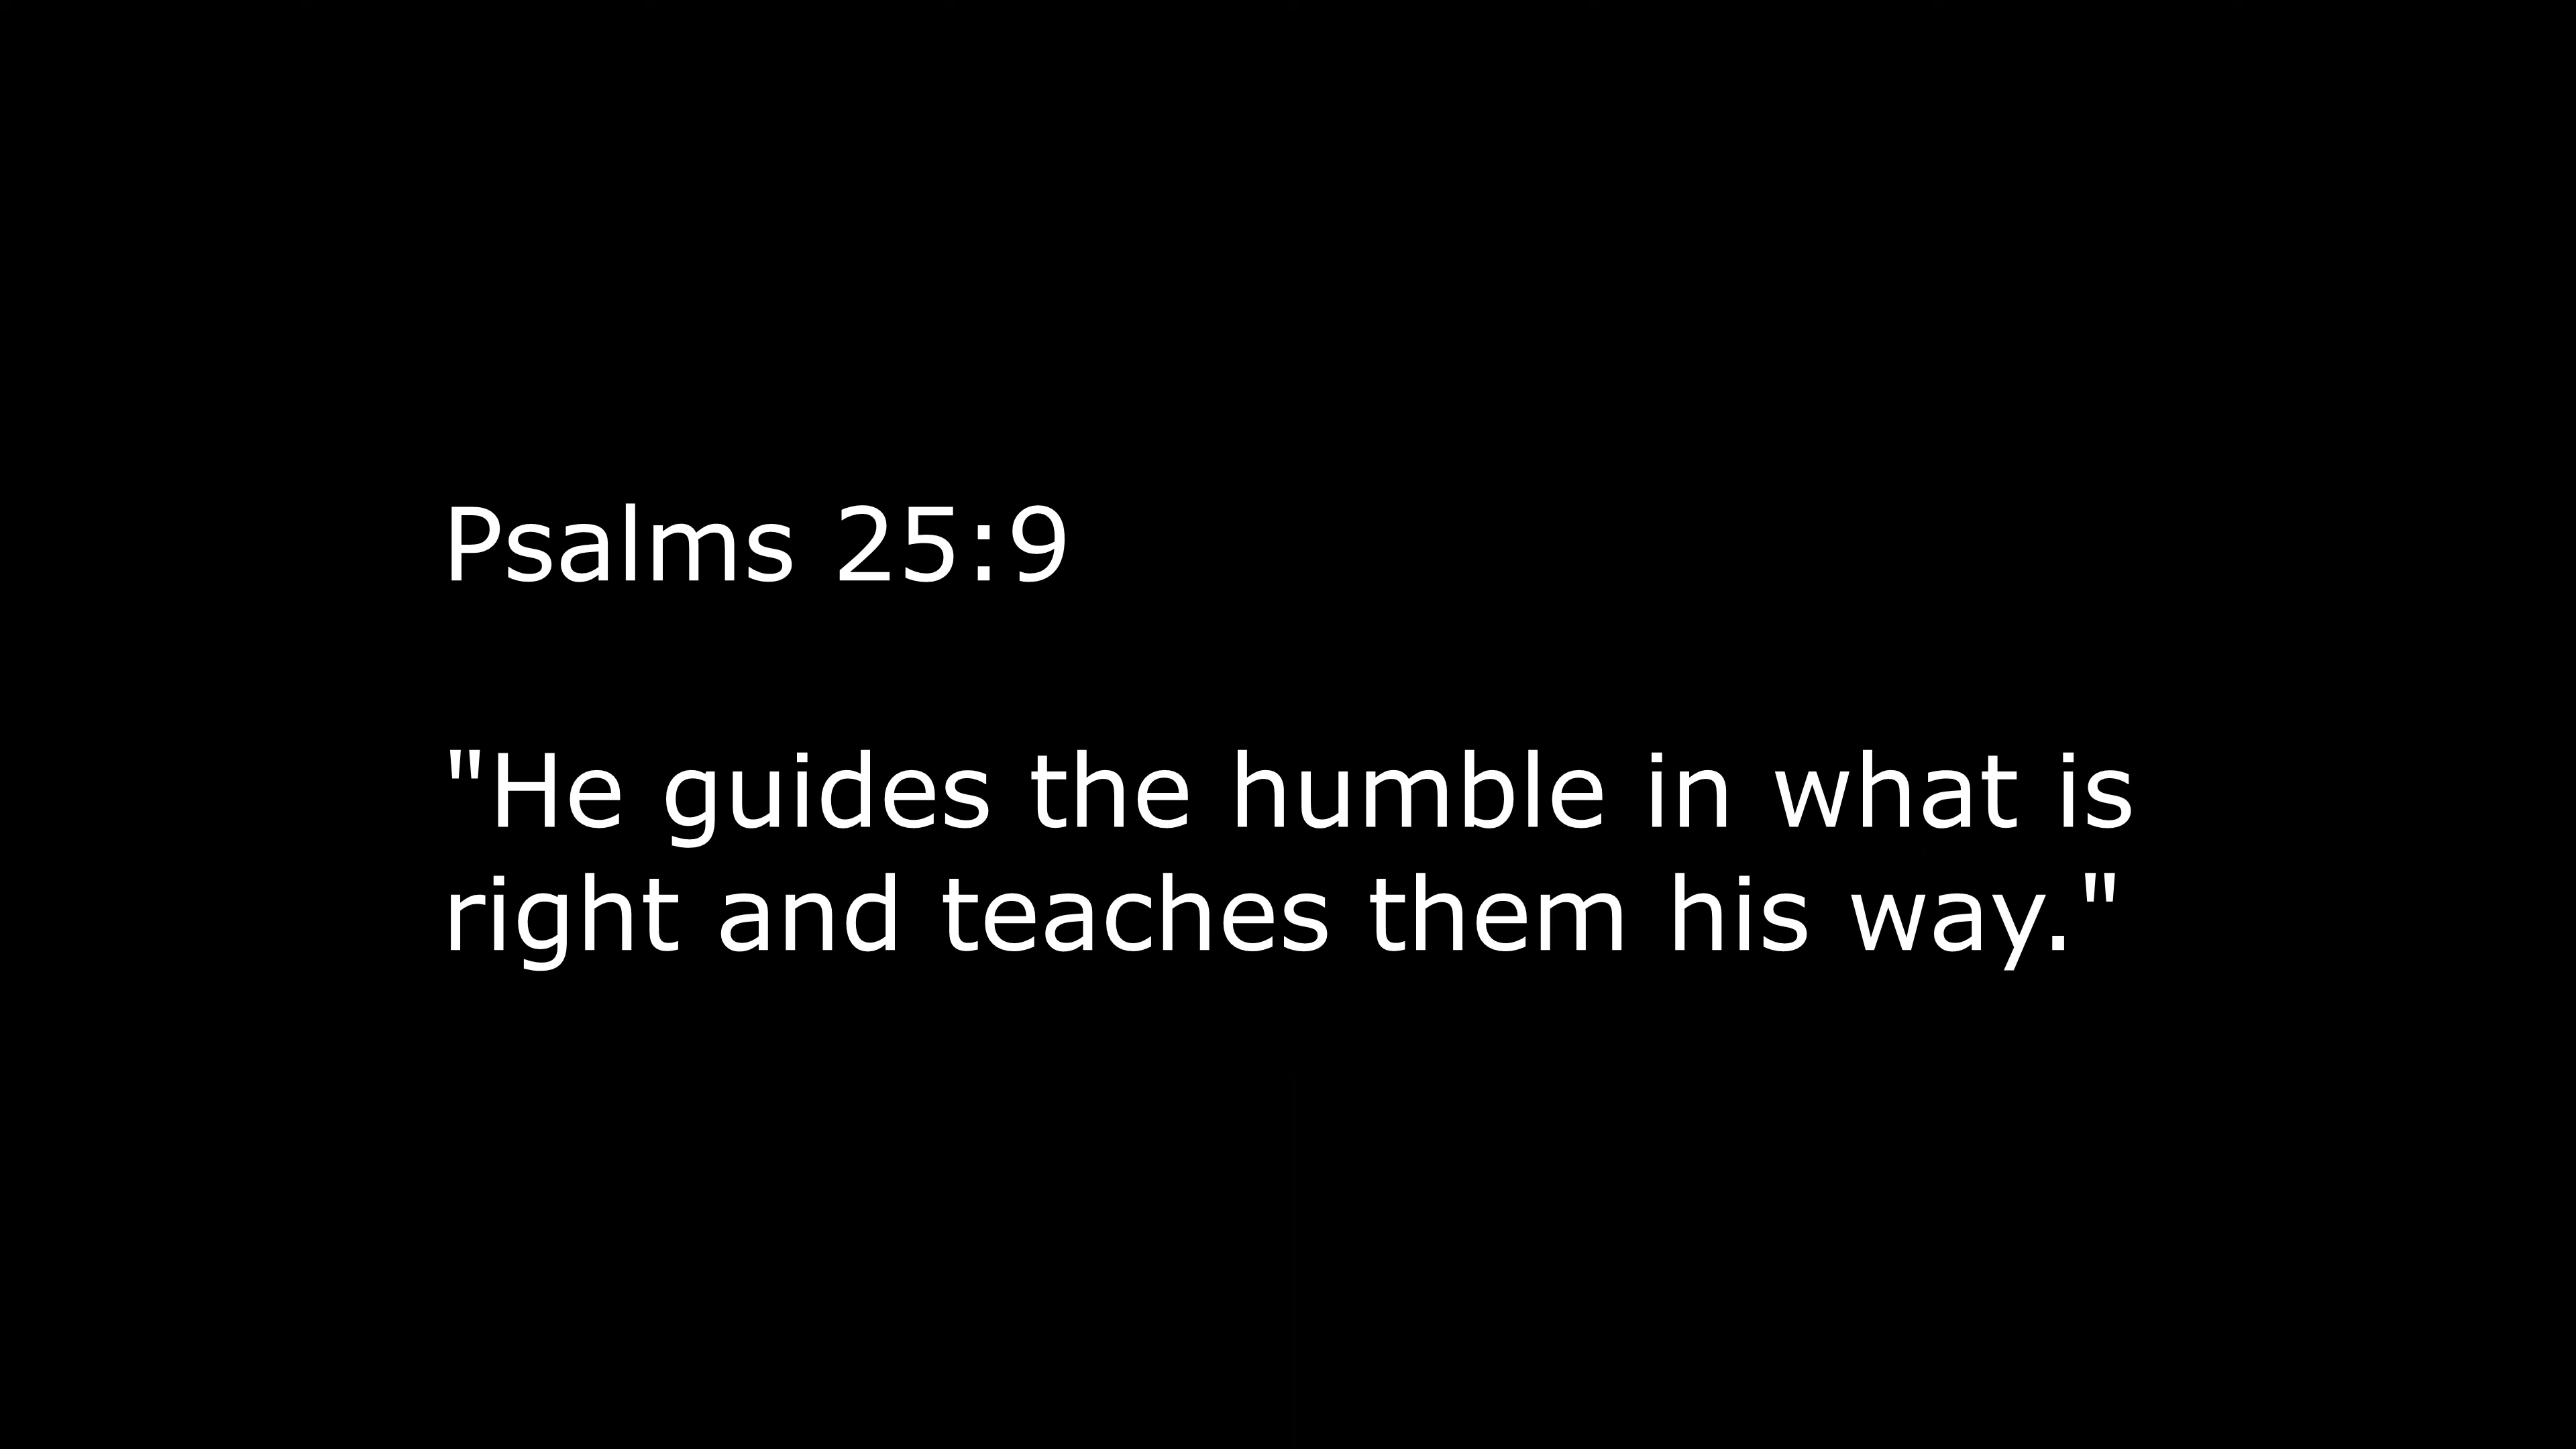 Psalms 25:9
"He guides the humble in what is
right and teaches them his way."